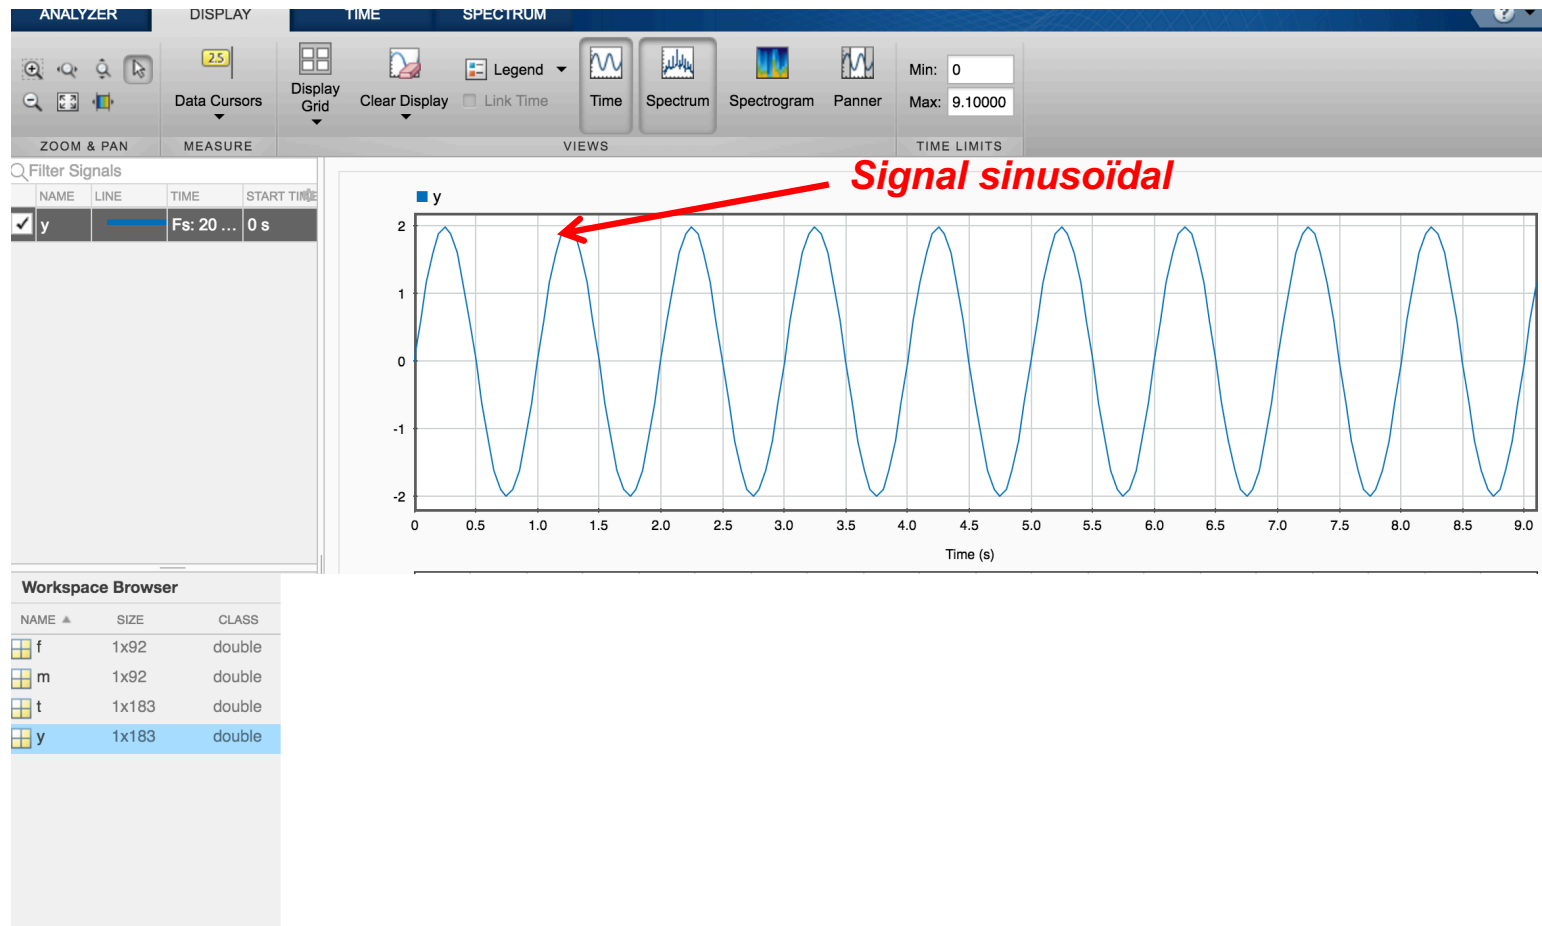 ANALYZER DISPLAY TIME SPECTRUM ?
2.5
Display Grid
Legend
Data Cursors
Clear Display
Link Time
Time
Spectrum
Spectrogram
Panner
Min: 0
Max: 9.10000
ZOOM & PAN MEASURE VIEWS TIME LIMITS
Filter Signals
NAME LINE TIME START TIME
y Fs: 20 ... 0 s
Signal sinusoïdal
y
2
1
0
-1
-2
0 0.5 1.0 1.5 2.0 2.5 3.0 3.5 4.0 4.5 5.0 5.5 6.0 6.5 7.0 7.5 8.0 8.5 9.0
Time (s)
Workspace Browser
NAME SIZE CLASS
f 1x92 double
m 1x92 double
t 1x183 double
y 1x183 double